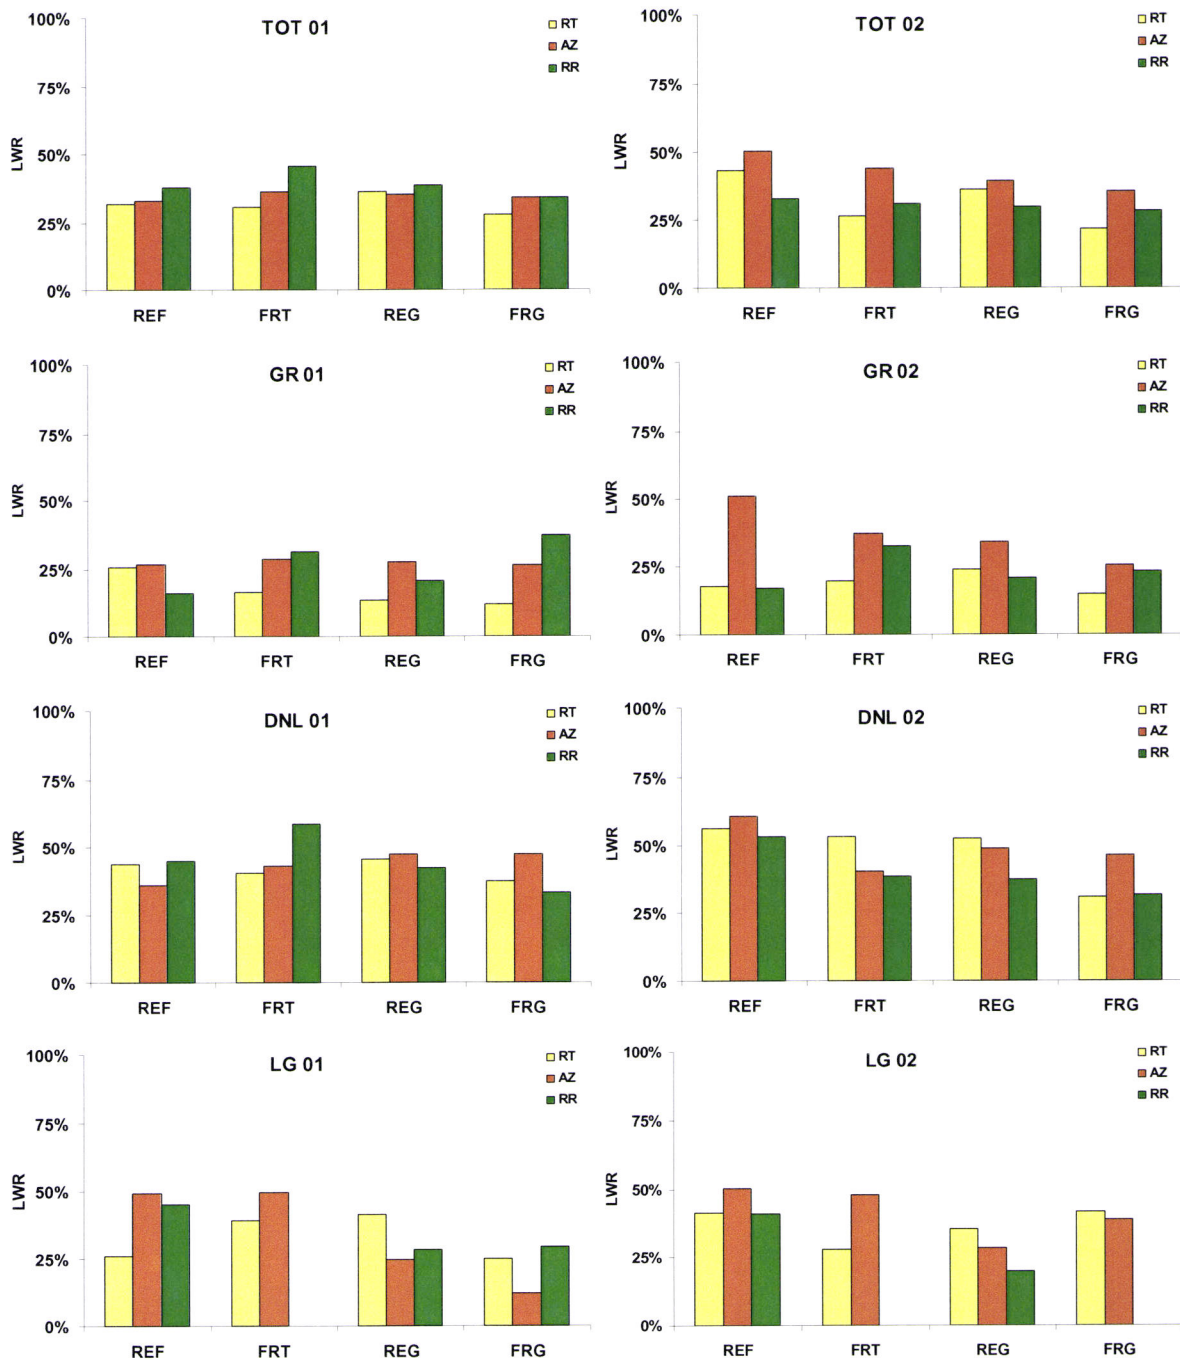 TOT 01
RT
AZ
RR
100%
75%
50%
25%
0%
LWR
REF FRT REG FRG
TOT 02
RT
AZ
RR
100%
75%
50%
25%
0%
LWR
REF FRT REG FRG
GR 01
RT
AZ
RR
100%
75%
50%
25%
0%
LWR
REF FRT REG FRG
GR 02
RT
AZ
RR
100%
75%
50%
25%
0%
LWR
REF FRT REG FRG
DNL 01
RT
AZ
RR
100%
75%
50%
25%
0%
LWR
REF FRT REG FRG
DNL 02
RT
AZ
RR
100%
75%
50%
25%
0%
LWR
REF FRT REG FRG
LG 01
RT
AZ
RR
100%
75%
50%
25%
0%
LWR
REF FRT REG FRG
LG 02
RT
AZ
RR
100%
75%
50%
25%
0%
LWR
REF FRT REG FRG